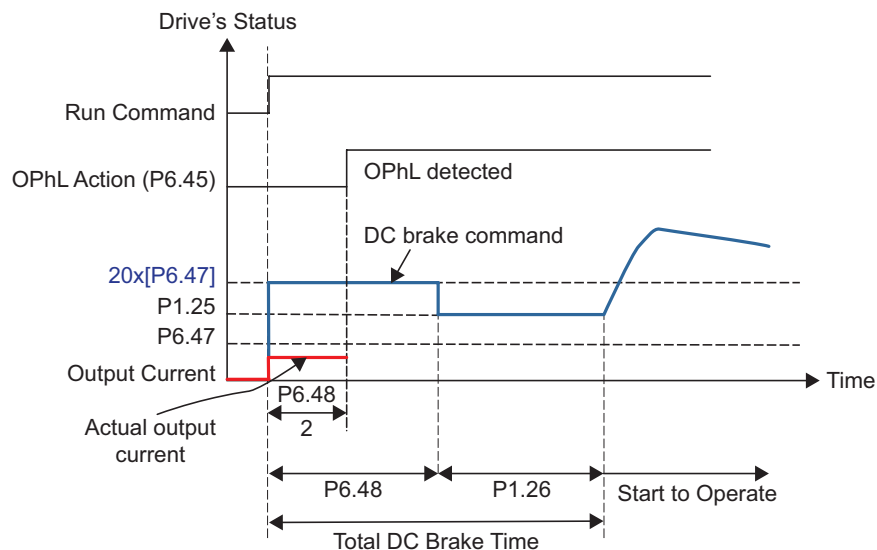 Drive's Status
Run Command
OPhL Action (P6.45)
OPhL detected
DC brake command
20x[P6.47]
P1.25
P6.47
Output Current
Time
P6.48
2
Actual output
current
P6.48
P1.26
Start to Operate
Total DC Brake Time